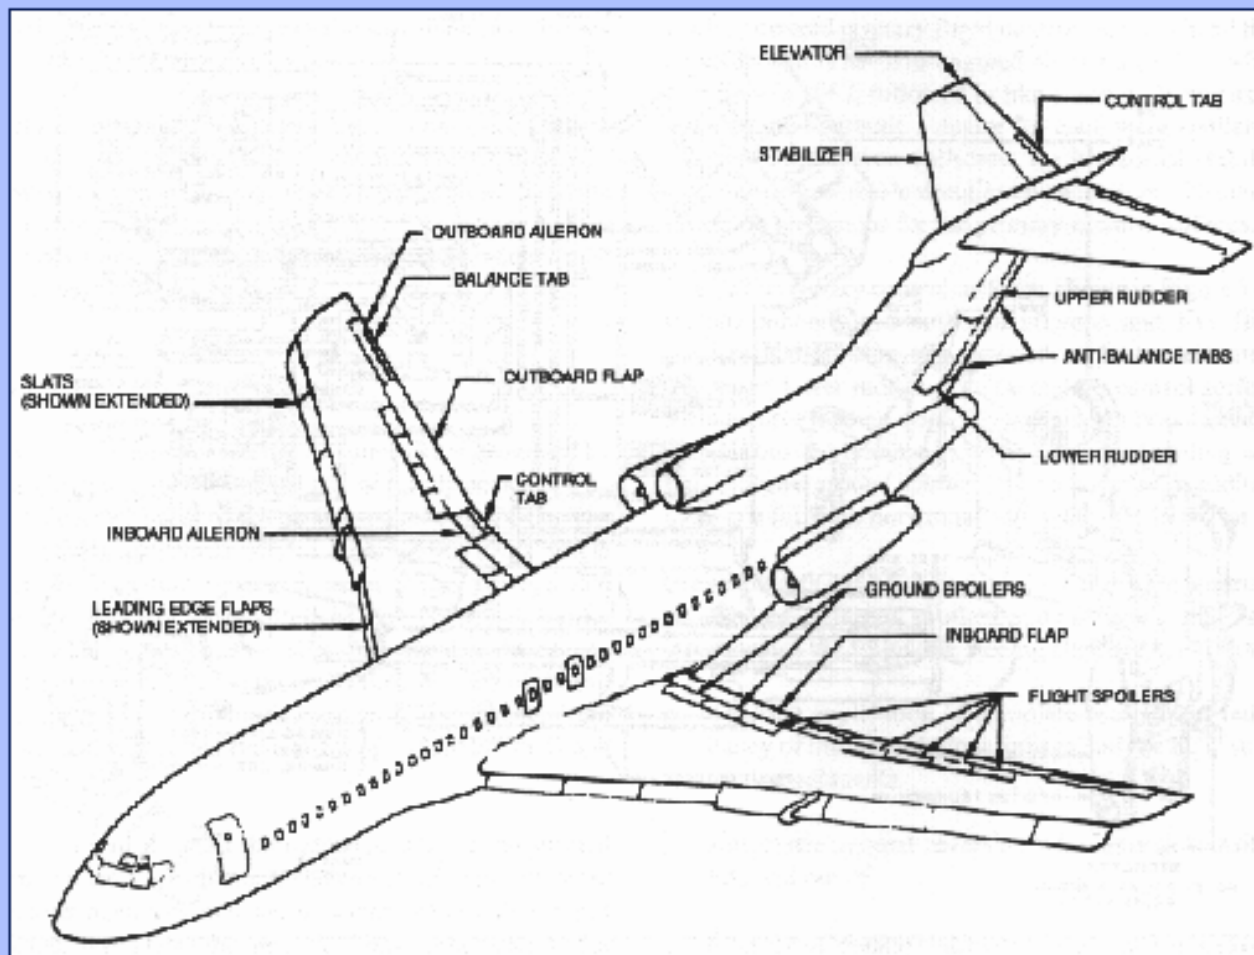 ELEVATOR
CONTROL TAB
STABILIZER
OUTBOARD AILERON
BALANCE TAB
UPPER RUDDER
OUTBOARD FLAP
ANTI-BALANCE TABS
SLATS
(SHOWN EXTENDED)
LOWER RUDDER
CONTROL
TAB
INBOARD AILERON
GROUND SPOILERS
LEADING EDGE FLAPS
(SHOWN EXTENDED)
INBOARD FLAP
FLIGHT SPOILERS